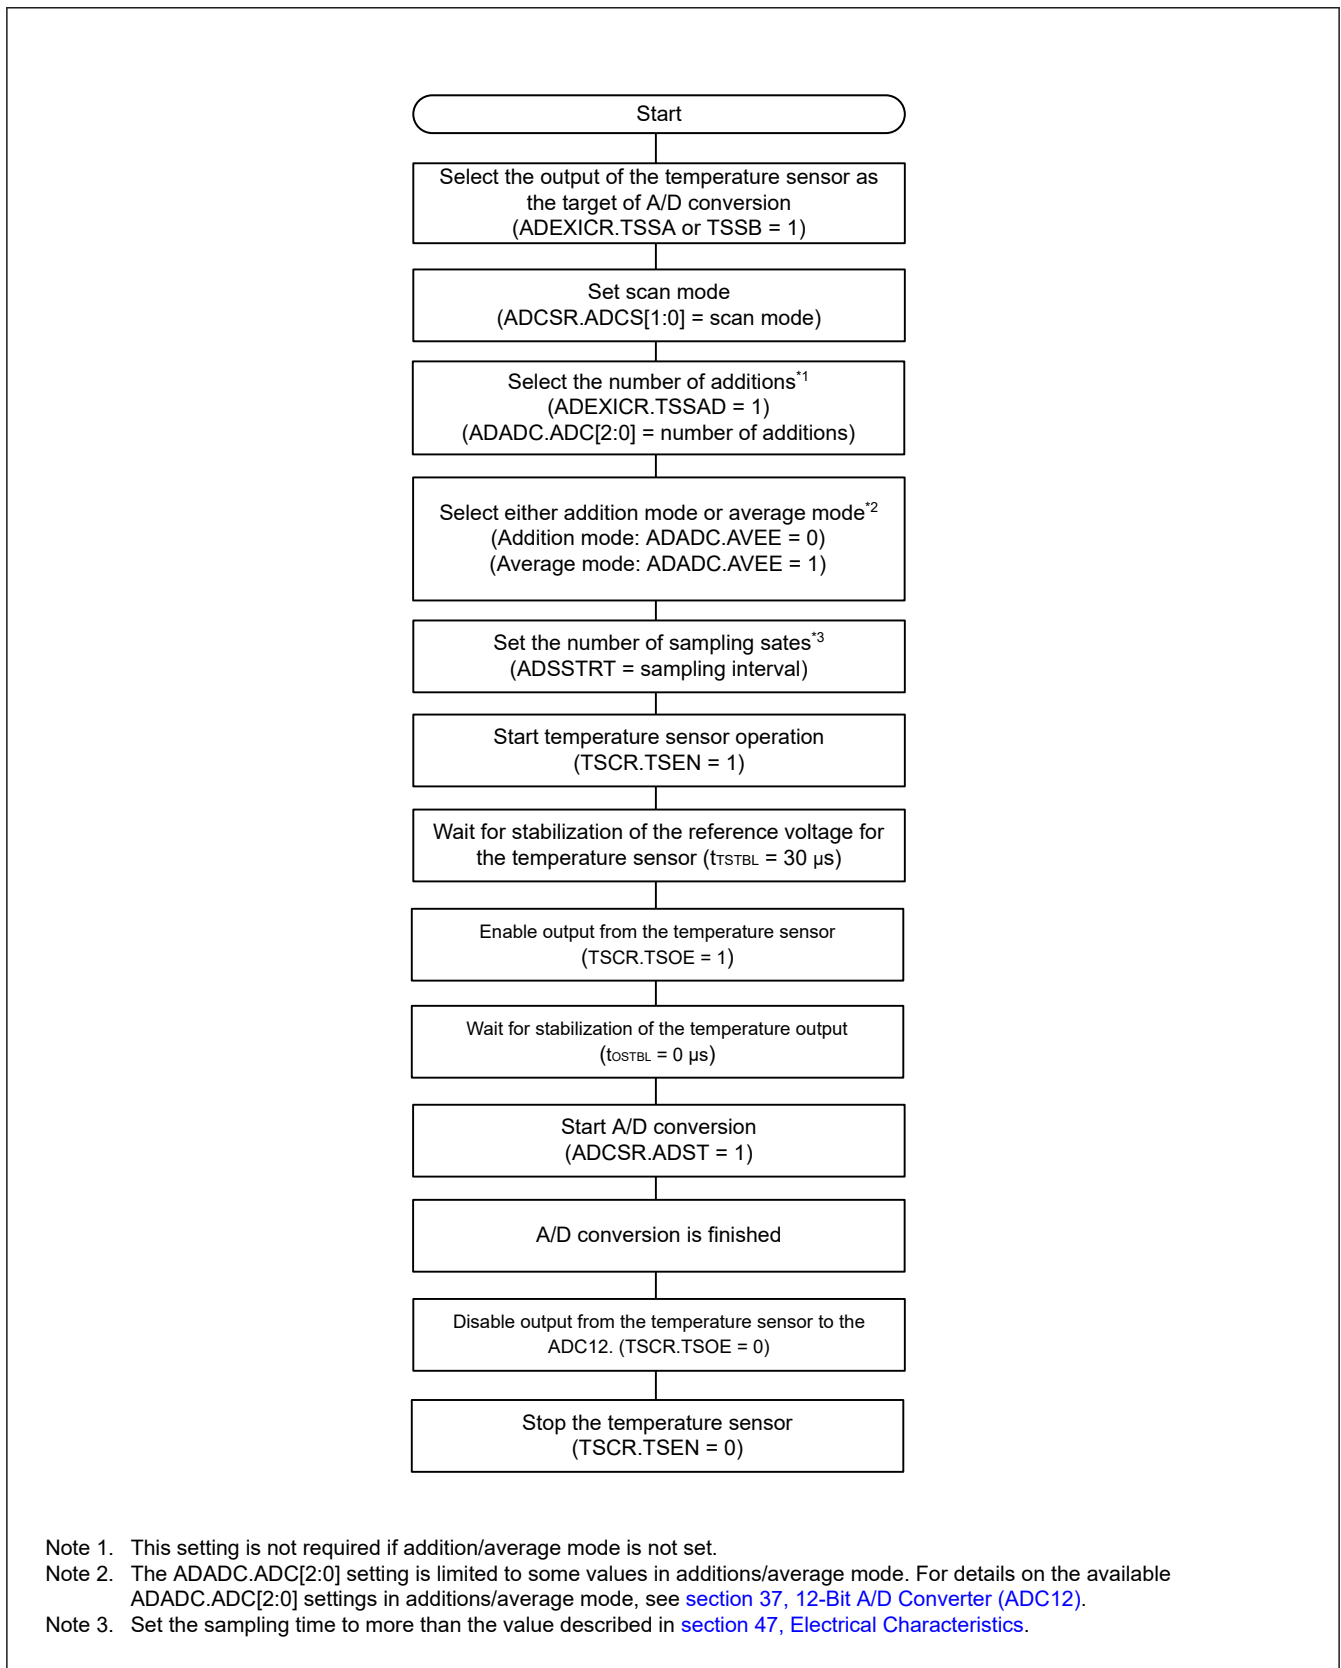 Start
Select the output of the temperature sensor as
the target of A/D conversion
(ADEXICR.TSSA or TSSB = 1)
Set scan mode
(ADCSR.ADCS[1:0] = scan mode)
Select the number of additions*1
(ADEXICR.TSSAD = 1)
(ADADC.ADC[2:0] = number of additions)
Select either addition mode or average mode*2
(Addition mode: ADADC.AVEE = 0)
(Average mode: ADADC.AVEE = 1)
Set the number of sampling sates*3
(ADSSTRT = sampling interval)
Start temperature sensor operation
(TSCR.TSEN = 1)
Wait for stabilization of the reference voltage for
the temperature sensor (tTSTBL = 30 μs)
Enable output from the temperature sensor
(TSCR.TSOE = 1)
Wait for stabilization of the temperature output
(tOSTBL = 0 μs)
Start A/D conversion
(ADCSR.ADST = 1)
A/D conversion is finished
Disable output from the temperature sensor to the
ADC12. (TSCR.TSOE = 0)
Stop the temperature sensor
(TSCR.TSEN = 0)
Note 1. This setting is not required if addition/average mode is not set.
Note 2. The ADADC.ADC[2:0] setting is limited to some values in additions/average mode. For details on the available
ADADC.ADC[2:0] settings in additions/average mode, see section 37, 12-Bit A/D Converter (ADC12).
Note 3. Set the sampling time to more than the value described in section 47, Electrical Characteristics.